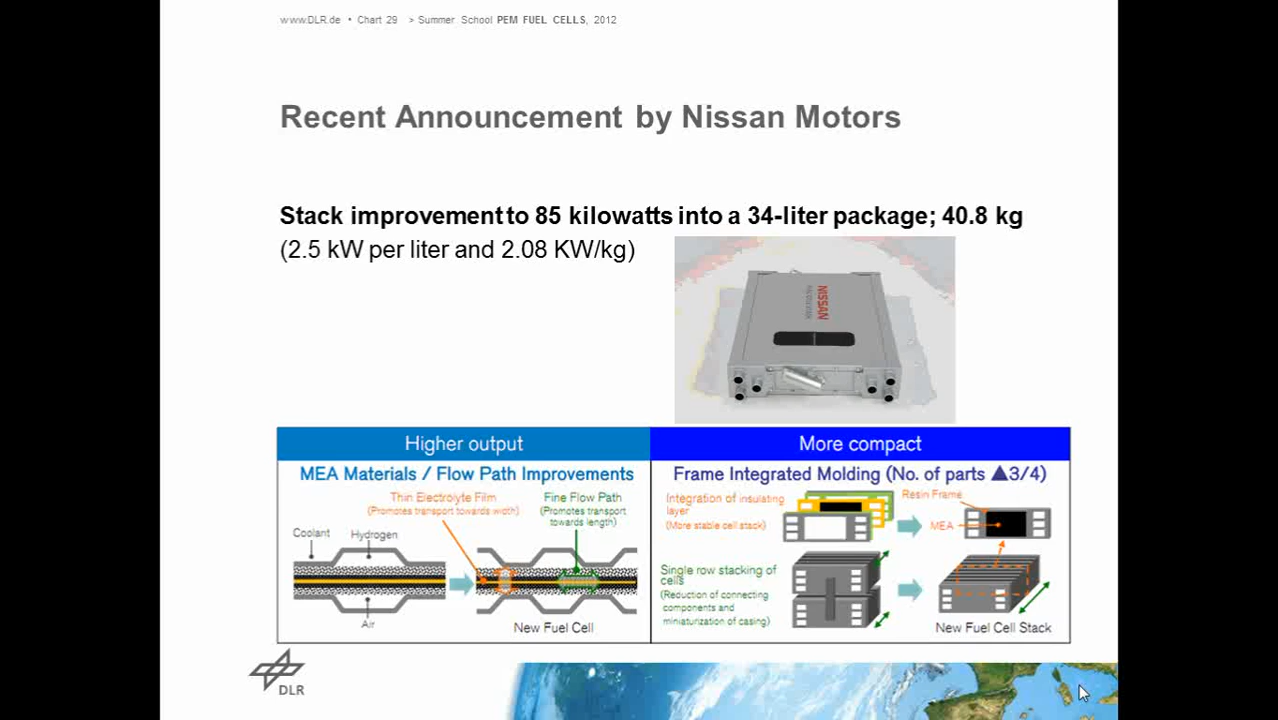 www.DLR.de • Chart 29 > Summer School PEM FUEL CELLS, 2012
Recent Announcement by Nissan Motors
Stack improvement to 85 kilowatts into a 34-liter package; 40.8 kg
(2.5 kW per liter and 2.08 KW/kg)
NISSAN
Higher output
MEA Materials / Flow Path Improvements
Thin Electrolyte Film
(Promotes transport towards width)
Fine Flow Path
(Promotes transport
towards length)
Coolant
Hydrogen
Air
New Fuel Cell
More compact
Frame Integrated Molding (No. of parts ▲3/4)
Integration of insulating
layer
(More stable cell stack)
Resin Frame
MEA
Single row stacking of
cells
(Reduction of connecting
components and
miniaturization of casing)
New Fuel Cell Stack
DLR